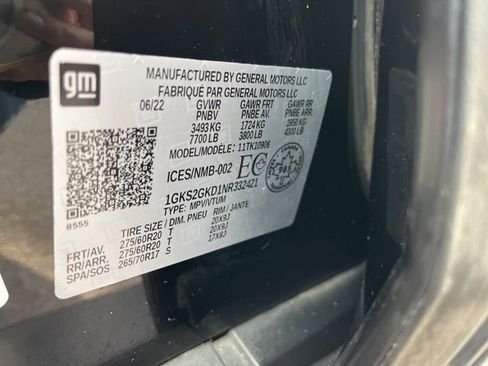 gm
MANUFACTURED BY GENERAL MOTORS LLC
FABRIQUÉ PAR GENERAL MOTORS LLC
06/22 GVWR GAWR FRT GAWR RR
PNBV PNBE AV. PNBE ARR.
3493 KG 1724 KG 1950 KG
7700 LB 3800 LB 4300 LB
MODEL/MODÈLE: 11TK10906
ICES/NMB-002 EC
1GKS2GKD1NR332421
TYPE: MPV/VTUM
TIRE SIZE / DIM. PNEU RIM / JANTE
FRT/AV. 275/60R20 T 20X9J
RR/ARR. 275/60R20 T 20X9J
SPA/SOS 265/70R17 S 17X8J
8555